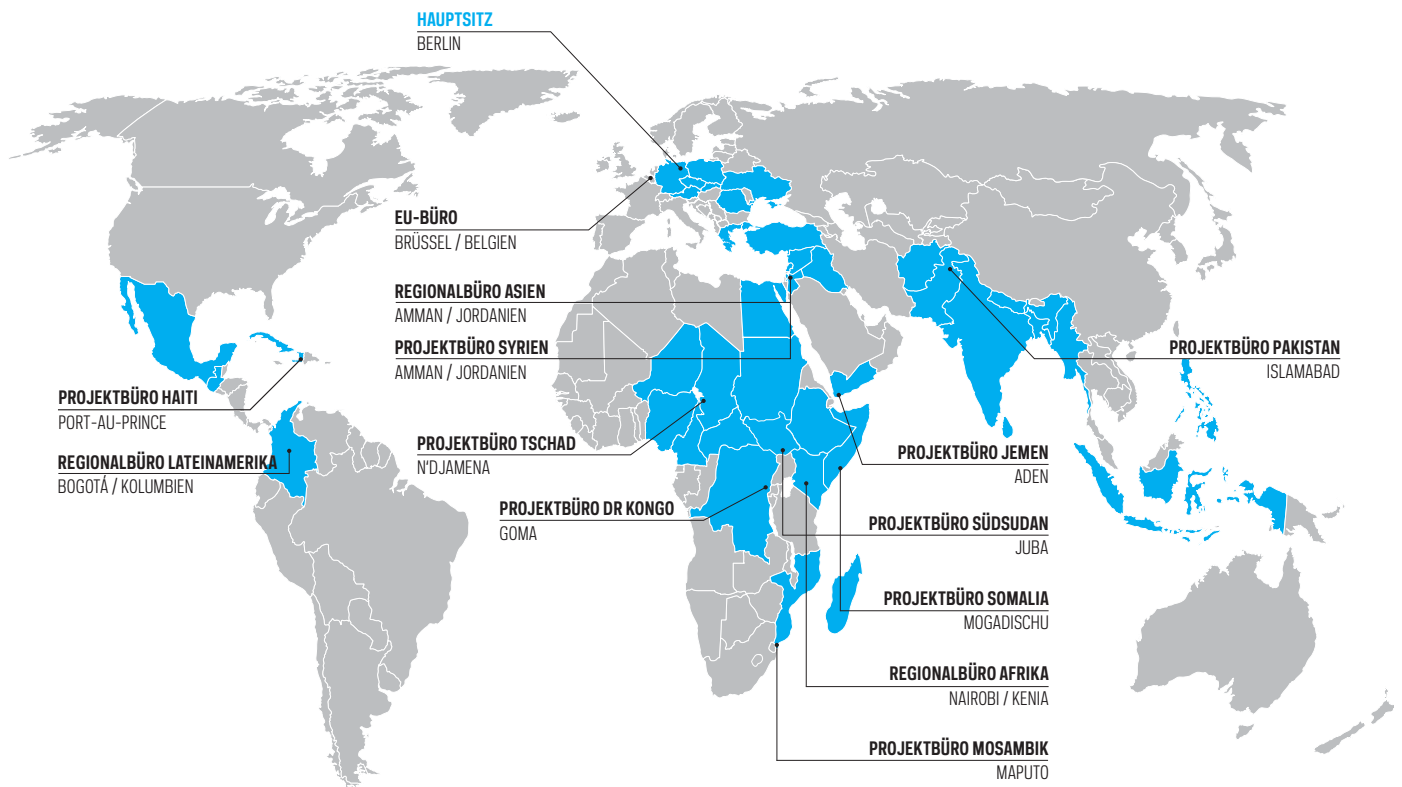 HAUPTSITZ
BERLIN
EU-BÜRO
BRÜSSEL / BELGIEN
REGIONALBÜRO ASIEN
AMMAN / JORDANIEN
PROJEKTBÜRO SYRIEN
AMMAN / JORDANIEN
PROJEKTBÜRO PAKISTAN
ISLAMABAD
PROJEKTBÜRO HAITI
PORT-AU-PRINCE
REGIONALBÜRO LATEINAMERIKA
BOGOTÁ / KOLUMBIEN
PROJEKTBÜRO TSCHAD
N'DJAMENA
PROJEKTBÜRO JEMEN
ADEN
PROJEKTBÜRO DR KONGO
GOMA
PROJEKTBÜRO SÜDSUDAN
JUBA
PROJEKTBÜRO SOMALIA
MOGADISCHU
REGIONALBÜRO AFRIKA
NAIROBI / KENIA
PROJEKTBÜRO MOSAMBIK
MAPUTO